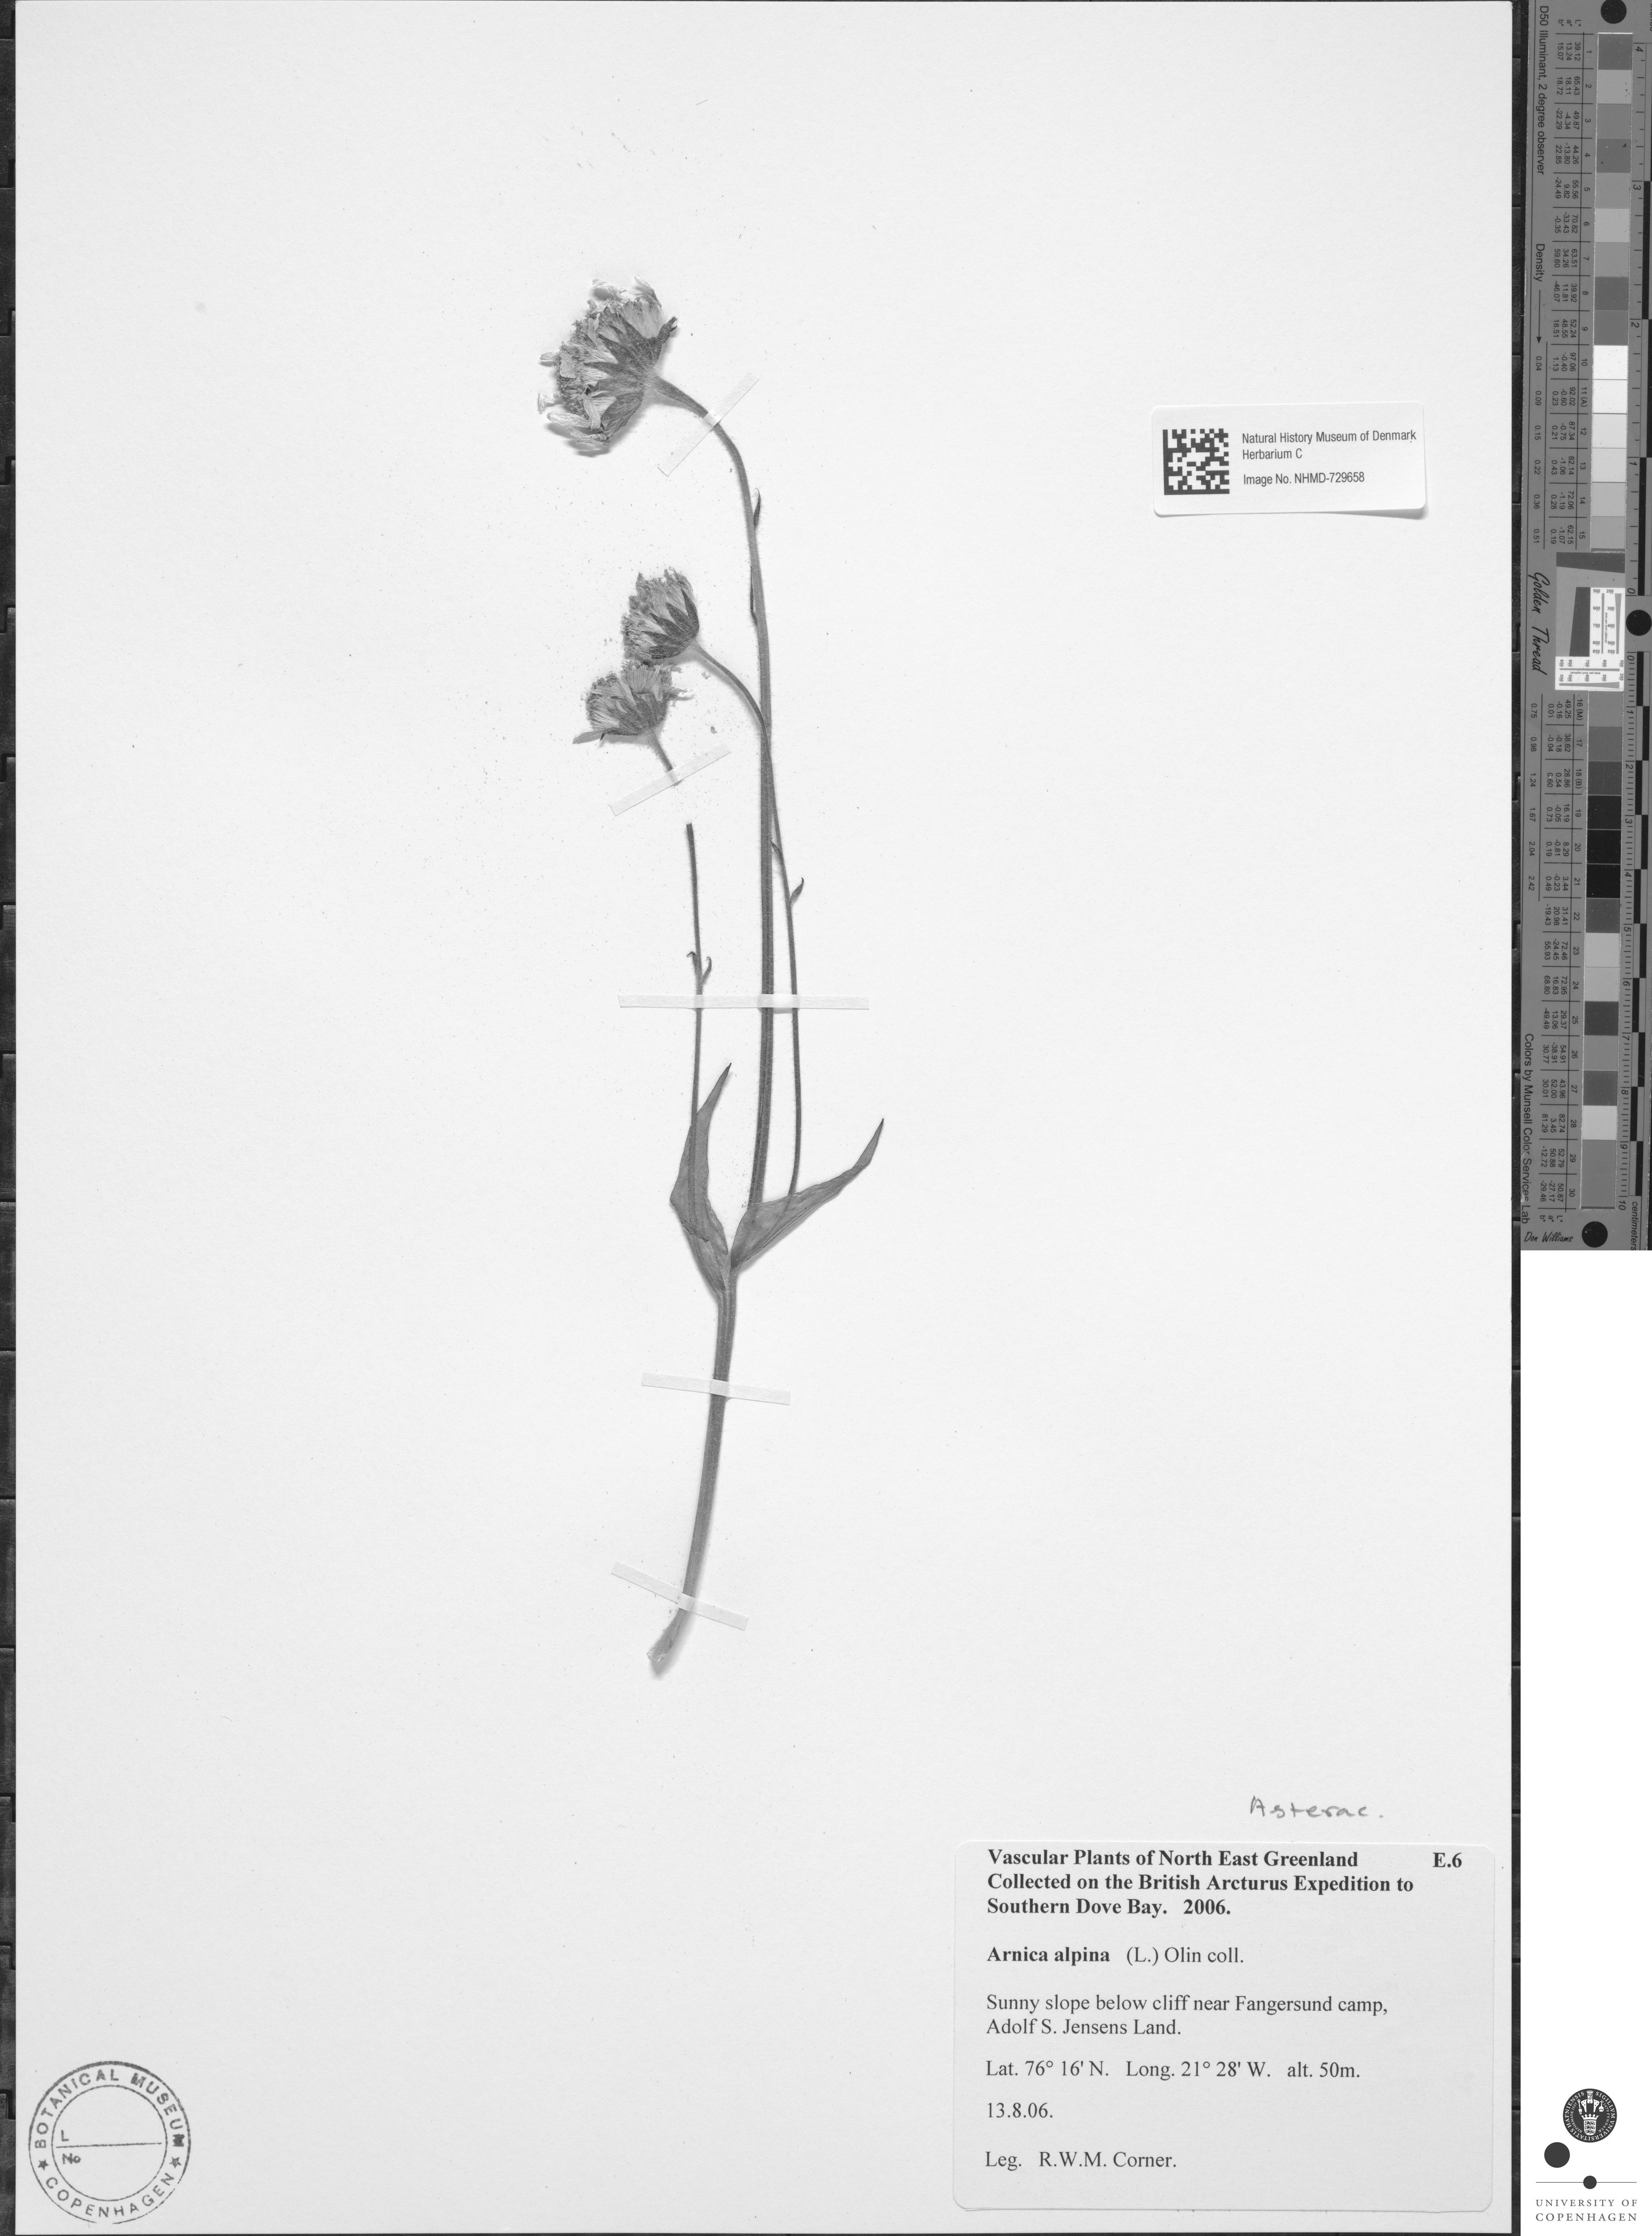 Natural History Museum of Denmark
Herbarium C
Image No. NHMD-729658
Asterac.
Vascular Plants of North East Greenland E.6
Collected on the British Arcturus Expedition to
Southern Dove Bay. 2006.
Arnica alpina (L.) Olin coll.
Sunny slope below cliff near Fangersund camp,
Adolf S. Jensens Land.
Lat. 76° 16' N. Long. 21° 28' W. alt. 50m.
13.8.06.
Leg. R.W.M. Corner.
BOTANICAL MUSEUM
L
No
COPENHAGEN
D50 Illuminant, 2 degree observer
Density
Golden Thread
Colors by Munsell Color Services Lab
Don Williams
centimeters
UNIVERSITY OF
COPENHAGEN